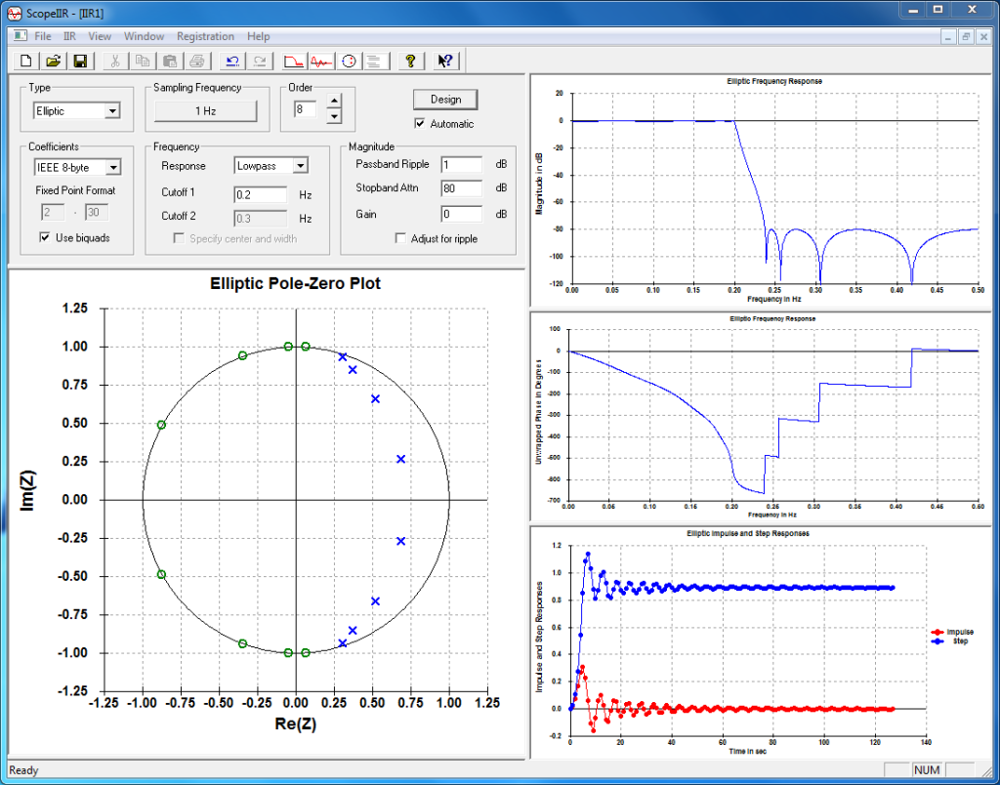 ScopeIIR - [IIR1]
File IIR View Window Registration Help
Type
Elliptic
Sampling Frequency
1 Hz
Order
8
Design
Automatic
Coefficients
IEEE 8-byte
Fixed Point Format
2 . 30
Use biquads
Frequency
Response Lowpass
Cutoff 1 0.2 Hz
Cutoff 2 0.3 Hz
Specify center and width
Magnitude
Passband Ripple 1 dB
Stopband Attn 80 dB
Gain 0 dB
Adjust for ripple
Elliptic Pole-Zero Plot
1.25
1.00
0.75
0.50
0.25
0.00
-0.25
-0.50
-0.75
-1.00
-1.25
Im(Z)
-1.25 -1.00 -0.75 -0.50 -0.25 0.00 0.25 0.50 0.75 1.00 1.25
Re(Z)
Elliptic Frequency Response
20
0
-20
-40
-60
-80
-100
-120
Magnitude in dB
0.00 0.05 0.10 0.15 0.20 0.25 0.30 0.35 0.40 0.45 0.50
Frequency in Hz
Elliptic Frequency Response
100
0
-100
-200
-300
-400
-500
-600
-700
Unwrapped Phase in Degrees
0.00 0.05 0.10 0.15 0.20 0.25 0.30 0.35 0.40 0.45 0.50
Frequency in Hz
Elliptic Impulse and Step Responses
1.2
1.0
0.8
0.6
0.4
0.2
0.0
-0.2
Impulse and Step Responses
0 20 40 60 80 100 120 140
Time in sec
Impulse
Step
Ready
NUM